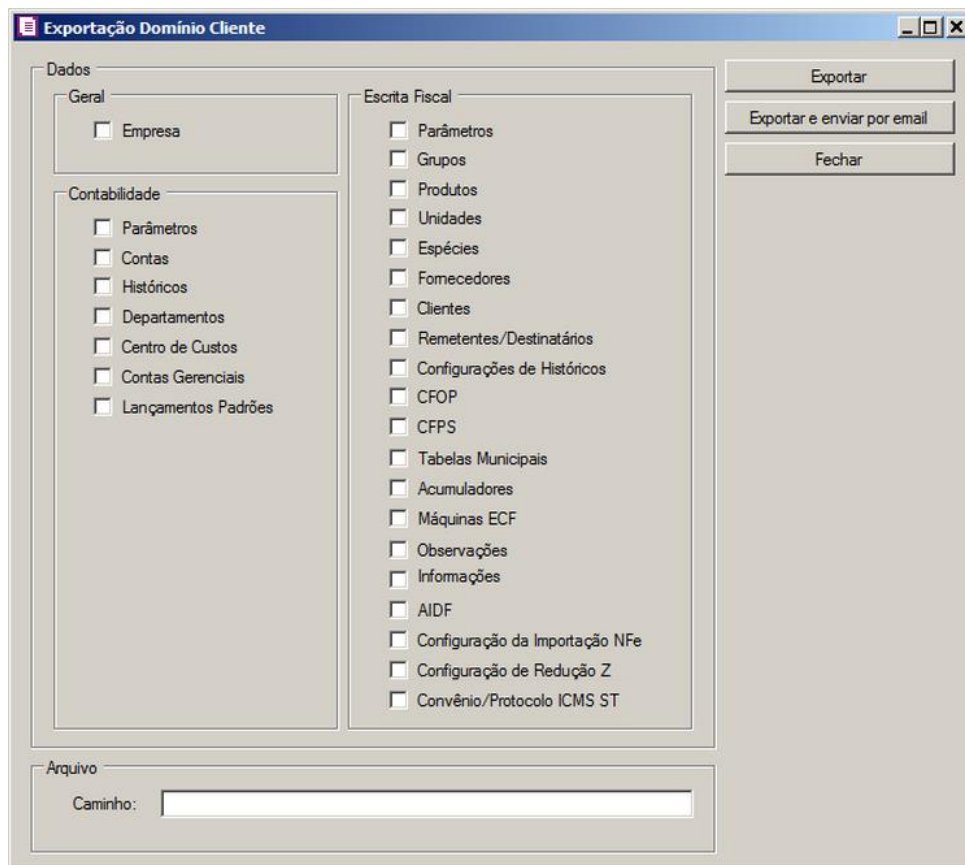 Exportação Domínio Cliente
Dados
Geral
Empresa
Contabilidade
Parâmetros
Contas
Históricos
Departamentos
Centro de Custos
Contas Gerenciais
Lançamentos Padrões
Escrita Fiscal
Parâmetros
Grupos
Produtos
Unidades
Espécies
Fornecedores
Clientes
Remetentes/Destinatários
Configurações de Históricos
CFOP
CFPS
Tabelas Municipais
Acumuladores
Máquinas ECF
Observações
Informações
AIDF
Configuração da Importação NFe
Configuração de Redução Z
Convênio/Protocolo ICMS ST
Exportar
Exportar e enviar por email
Fechar
Arquivo
Caminho: